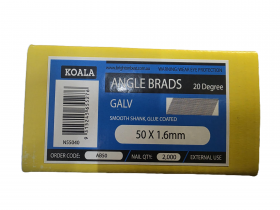 KOALA
ANGLE BRADS
20 Degree
GALV
SMOOTH SHANK GLUE COATED
50 X 1.6mm
NS5040
ORDER CODE:
AB50
NAIL QTY:
2,000
EXTERNAL USE